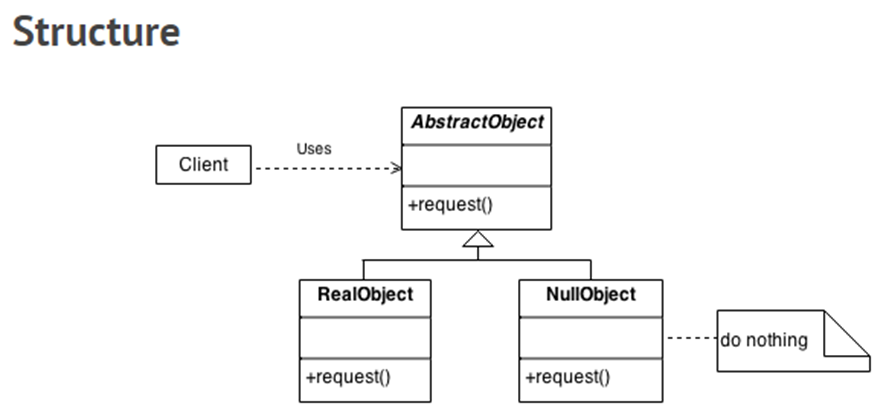 Structure
AbstractObject
Uses
Client
+request()
RealObject
NullObject
do nothing
+request()
+request()